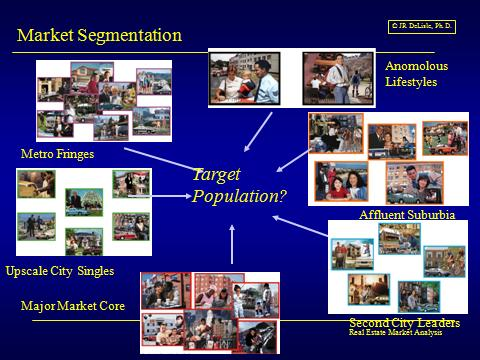 Market Segmentation
© JR DeLisle, Ph. D.
Anomolous
Lifestyles
Metro Fringes
Target
Population?
Affluent Suburbia
Upscale City Singles
Major Market Core
Second City Leaders
Real Estate Market Analysis